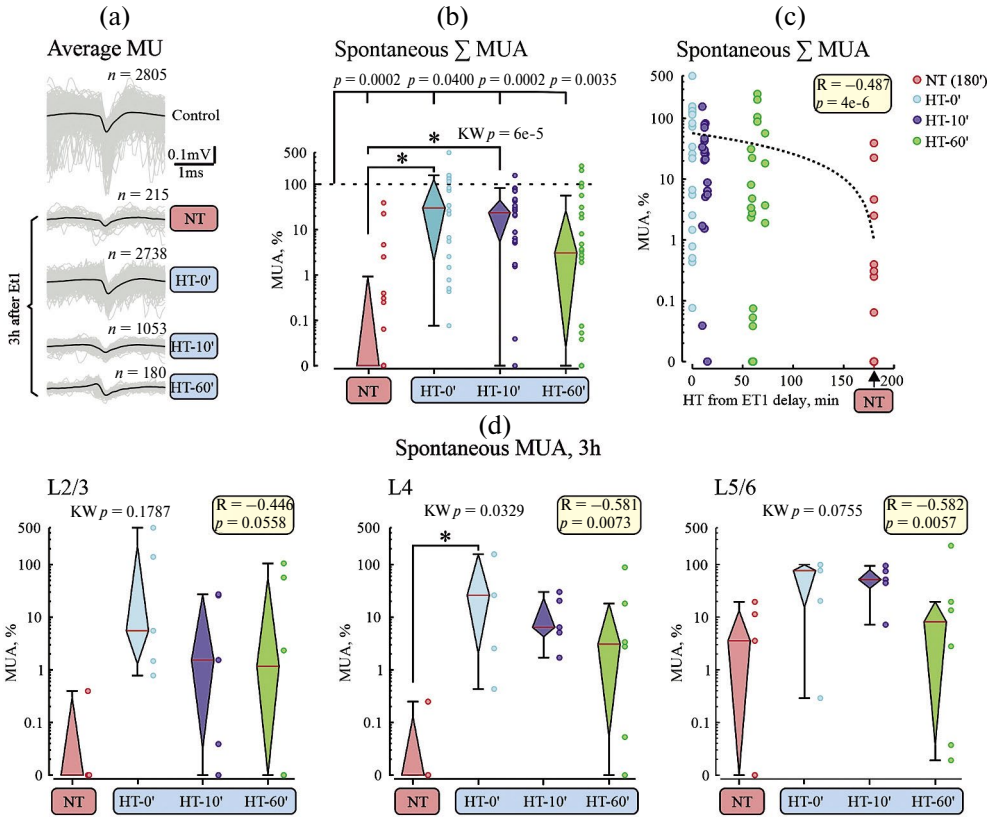 (a)
Average MU
n = 2805
Control
0.1mV
1ms
n = 215
NT
n = 2738
HT-0'
n = 1053
HT-10'
n = 180
HT-60'
3h after Et1
(b)
Spontaneous ∑ MUA
p = 0.0002 p = 0.0400 p = 0.0002 p = 0.0035
KW p = 6e-5
*
*
MUA, %
500
100
10
1
0.1
0
NT HT-0' HT-10' HT-60'
(c)
Spontaneous ∑ MUA
R = −0.487
p = 4e-6
NT (180')
HT-0'
HT-10'
HT-60'
MUA, %
500
100
10
1
0.1
0
0 50 100 150 200
HT from ET1 delay, min
NT
(d)
Spontaneous MUA, 3h
L2/3
KW p = 0.1787
R = −0.446
p = 0.0558
MUA, %
500
100
10
1
0.1
0
NT HT-0' HT-10' HT-60'
L4
KW p = 0.0329
R = −0.581
p = 0.0073
*
MUA, %
500
100
10
1
0.1
0
NT HT-0' HT-10' HT-60'
L5/6
KW p = 0.0755
R = −0.582
p = 0.0057
MUA, %
500
100
10
1
0.1
0
NT HT-0' HT-10' HT-60'